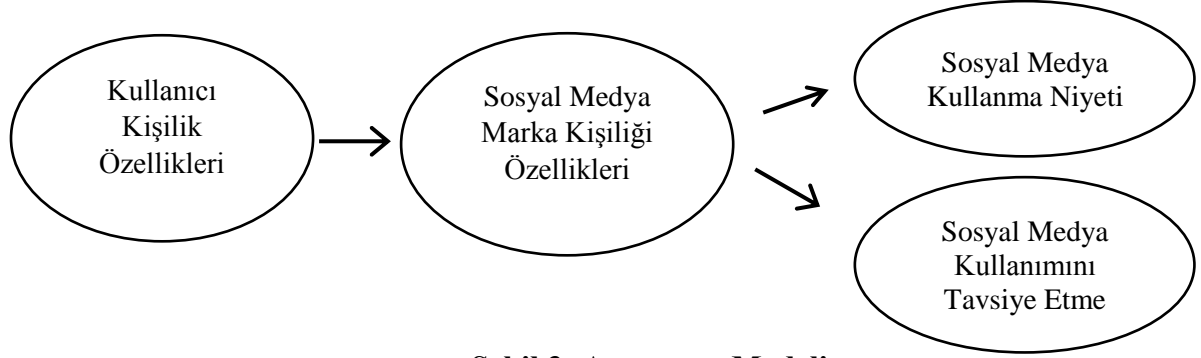 Kullanıcı
Kişilik
Özellikleri
Sosyal Medya
Marka Kişiliği
Özellikleri
Sosyal Medya
Kullanma Niyeti
Sosyal Medya
Kullanımını
Tavsiye Etme